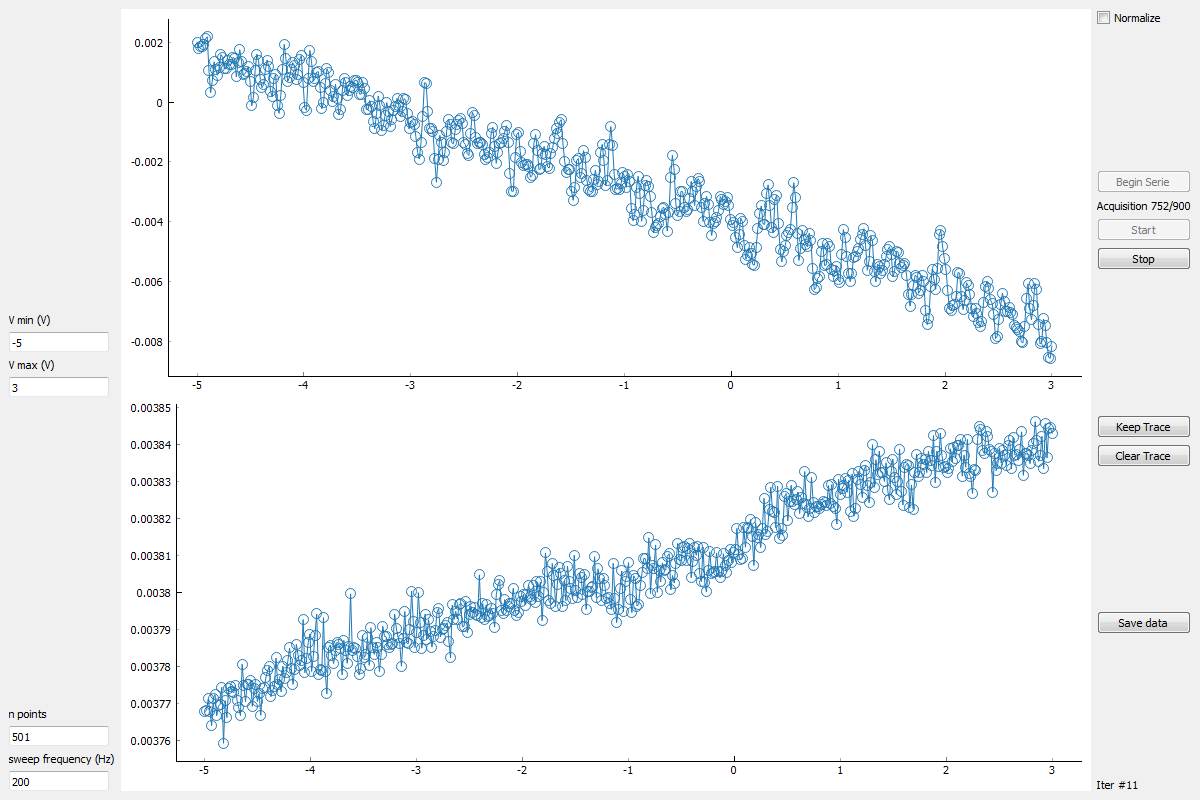 Normalize
0.002
0
-0.002
-0.004
-0.006
-0.008
-5 -4 -3 -2 -1 0 1 2 3
Begin Serie
Acquisition 752/900
Start
Stop
V min (V)
-5
V max (V)
3
0.00385
0.00384
0.00383
0.00382
0.00381
0.0038
0.00379
0.00378
0.00377
0.00376
-5 -4 -3 -2 -1 0 1 2 3
Keep Trace
Clear Trace
Save data
n points
501
sweep frequency (Hz)
200
Iter #11